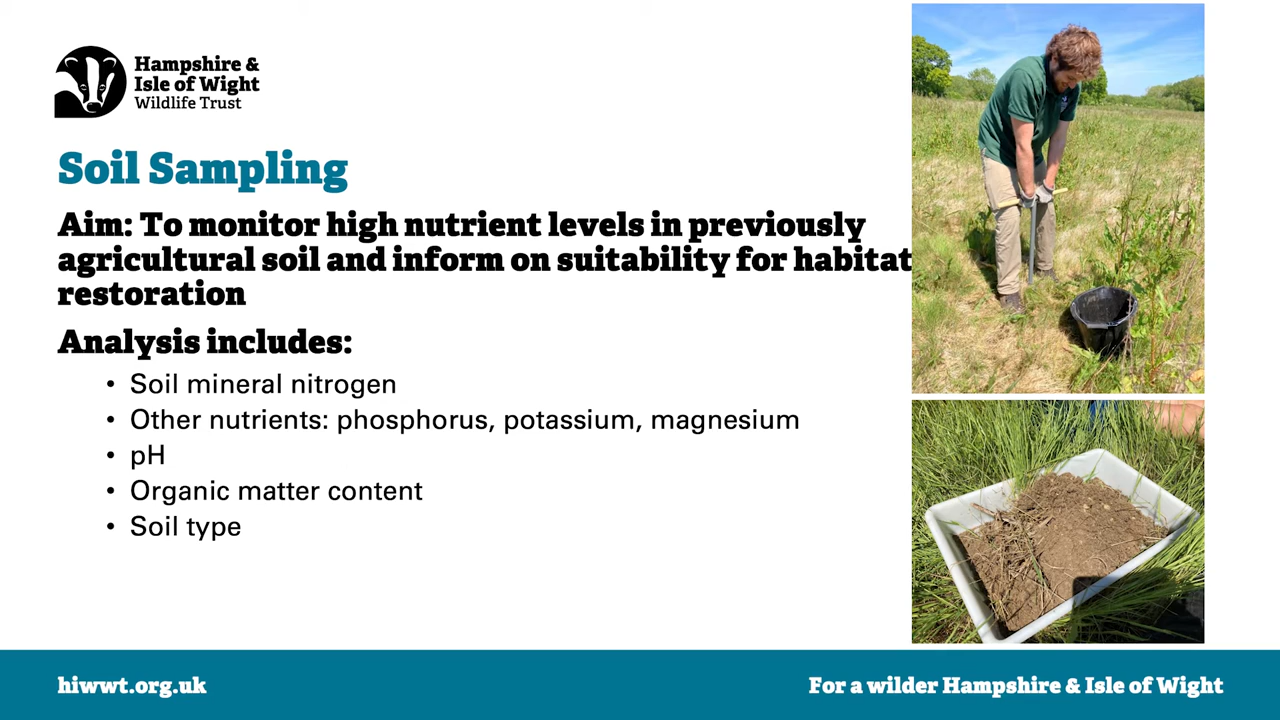 Hampshire &
Isle of Wight
Wildlife Trust
Soil Sampling
Aim: To monitor high nutrient levels in previously
agricultural soil and inform on suitability for habitat
restoration
Analysis includes:
• Soil mineral nitrogen
• Other nutrients: phosphorus, potassium, magnesium
• pH
• Organic matter content
• Soil type
hiwwt.org.uk
For a wilder Hampshire & Isle of Wight